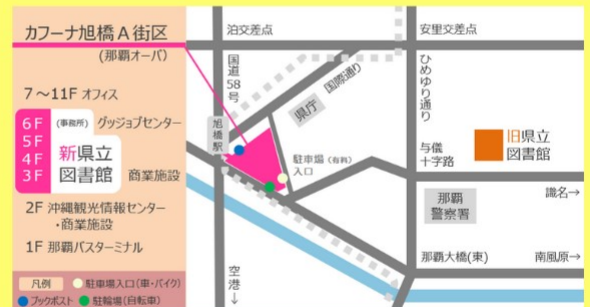 カフーナ旭橋A街区
(那覇オーパ)
7～11F オフィス
6F (事務所) グッジョブセンター
5F
4F 新県立
3F 図書館 商業施設
2F 沖縄観光情報センター
・商業施設
1F 那覇バスターミナル
凡例
駐車場入口(車・バイク)
ブックポスト
駐輪場(自転車)
泊交差点
安里交差点
国道58号
国際通り
ひめゆり通り
県庁
旭橋駅
駐車場(有料)
入口
与儀
十字路
旧県立
図書館
那覇
警察署
識名→
那覇大橋(東)
南風原→
空港↓